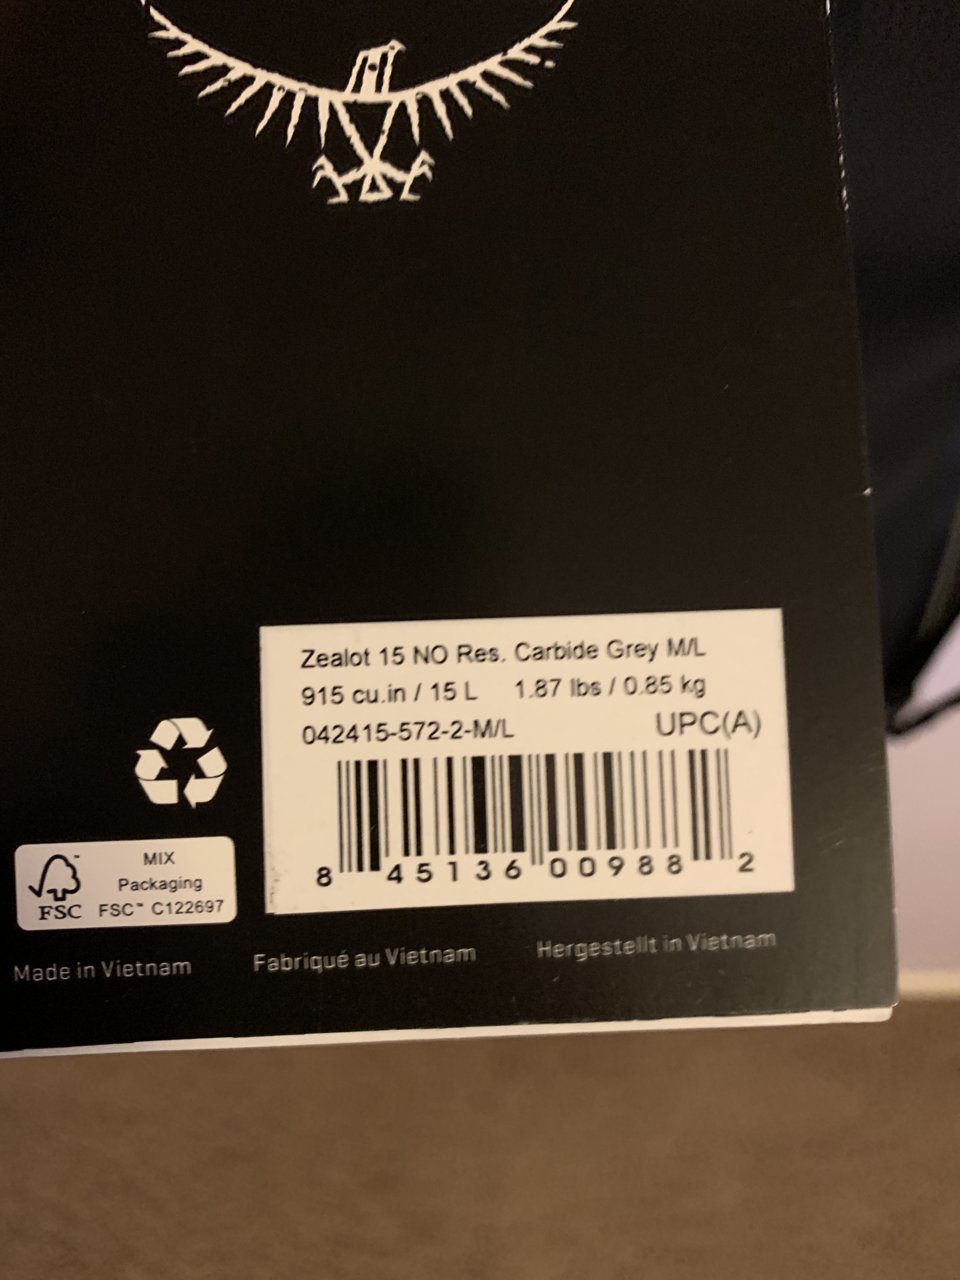 Zealot 15 NO Res. Carbide Grey M/L
915 cu.in / 15 L 1.87 lbs / 0.85 kg
042415-572-2-M/L UPC(A)
8 45136 00988 2
MIX
Packaging
FSC FSC™ C122697
Made in Vietnam Fabriqué au Vietnam Hergestellt in Vietnam